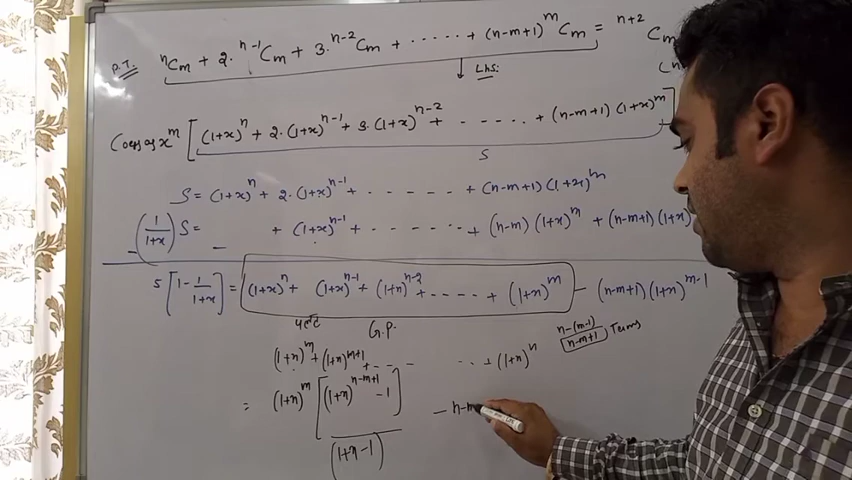 P.T. ⁿCm + 2·ⁿ⁻¹Cm + 3·ⁿ⁻²Cm + ...... + (n-m+1) ᵐCm = ⁿ⁺²Cm
↓ LHS:
Coeff of x^m [(1+x)^n + 2·(1+x)^(n-1) + 3·(1+x)^(n-2) + ...... + (n-m+1) (1+x)^m]
S
S = (1+x)^n + 2·(1+x)^(n-1) + ...... + (n-m+1)(1+x)^m
(1/(1+x)) S = + (1+x)^(n-1) + ...... + (n-m) (1+x)^m + (n-m+1)(1+x)
S [1 - 1/(1+x)] = (1+x)^n + (1+x)^(n-1) + (1+x)^(n-2) + ..... + (1+x)^m - (n-m+1)(1+x)^(m-1)
पलट G.P. n-(m-1)
n-m+1 Terms
(1+x)^m + (1+x)^(m+1) + ...... + (1+x)^n
= (1+x)^m [(1+x)^(n-m+1) - 1] - n-m
(1+x-1)